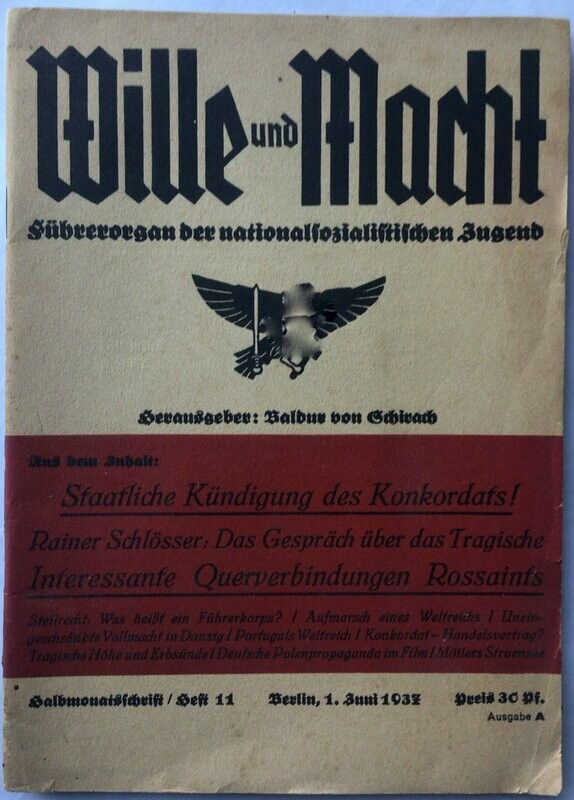 Wille und Macht
Führerorgan der nationalsozialistischen Jugend
Herausgeber: Baldur von Schirach
Aus dem Inhalt:
Staatliche Kündigung des Konkordats!
Rainer Schlösser: Das Gespräch über das Tragische
Interessante Querverbindungen Rossaints
Stellrecht: Was heißt ein Führerkorps? / Aufmarsch eines Weltreichs / Unein-
geschränkte Vollmacht in Danzig / Portugals Weltreich / Konkordat – Handelsvertrag?
Tragische Höhe und Erbsünde / Deutsche Polenpropaganda im Film / Möllers Struensee
Halbmonatsschrift / Heft 11 Berlin, 1. Juni 1937 Preis 30 Pf.
Ausgabe A